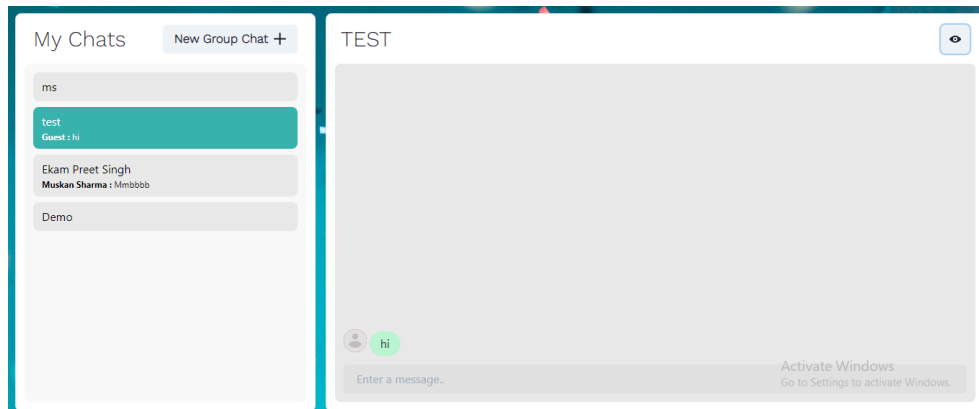 My Chats
New Group Chat +
ms
test
Guest : hi
Ekam Preet Singh
Muskan Sharma : Mmbbbb
Demo
TEST
hi
Enter a message..
Activate Windows
Go to Settings to activate Windows.